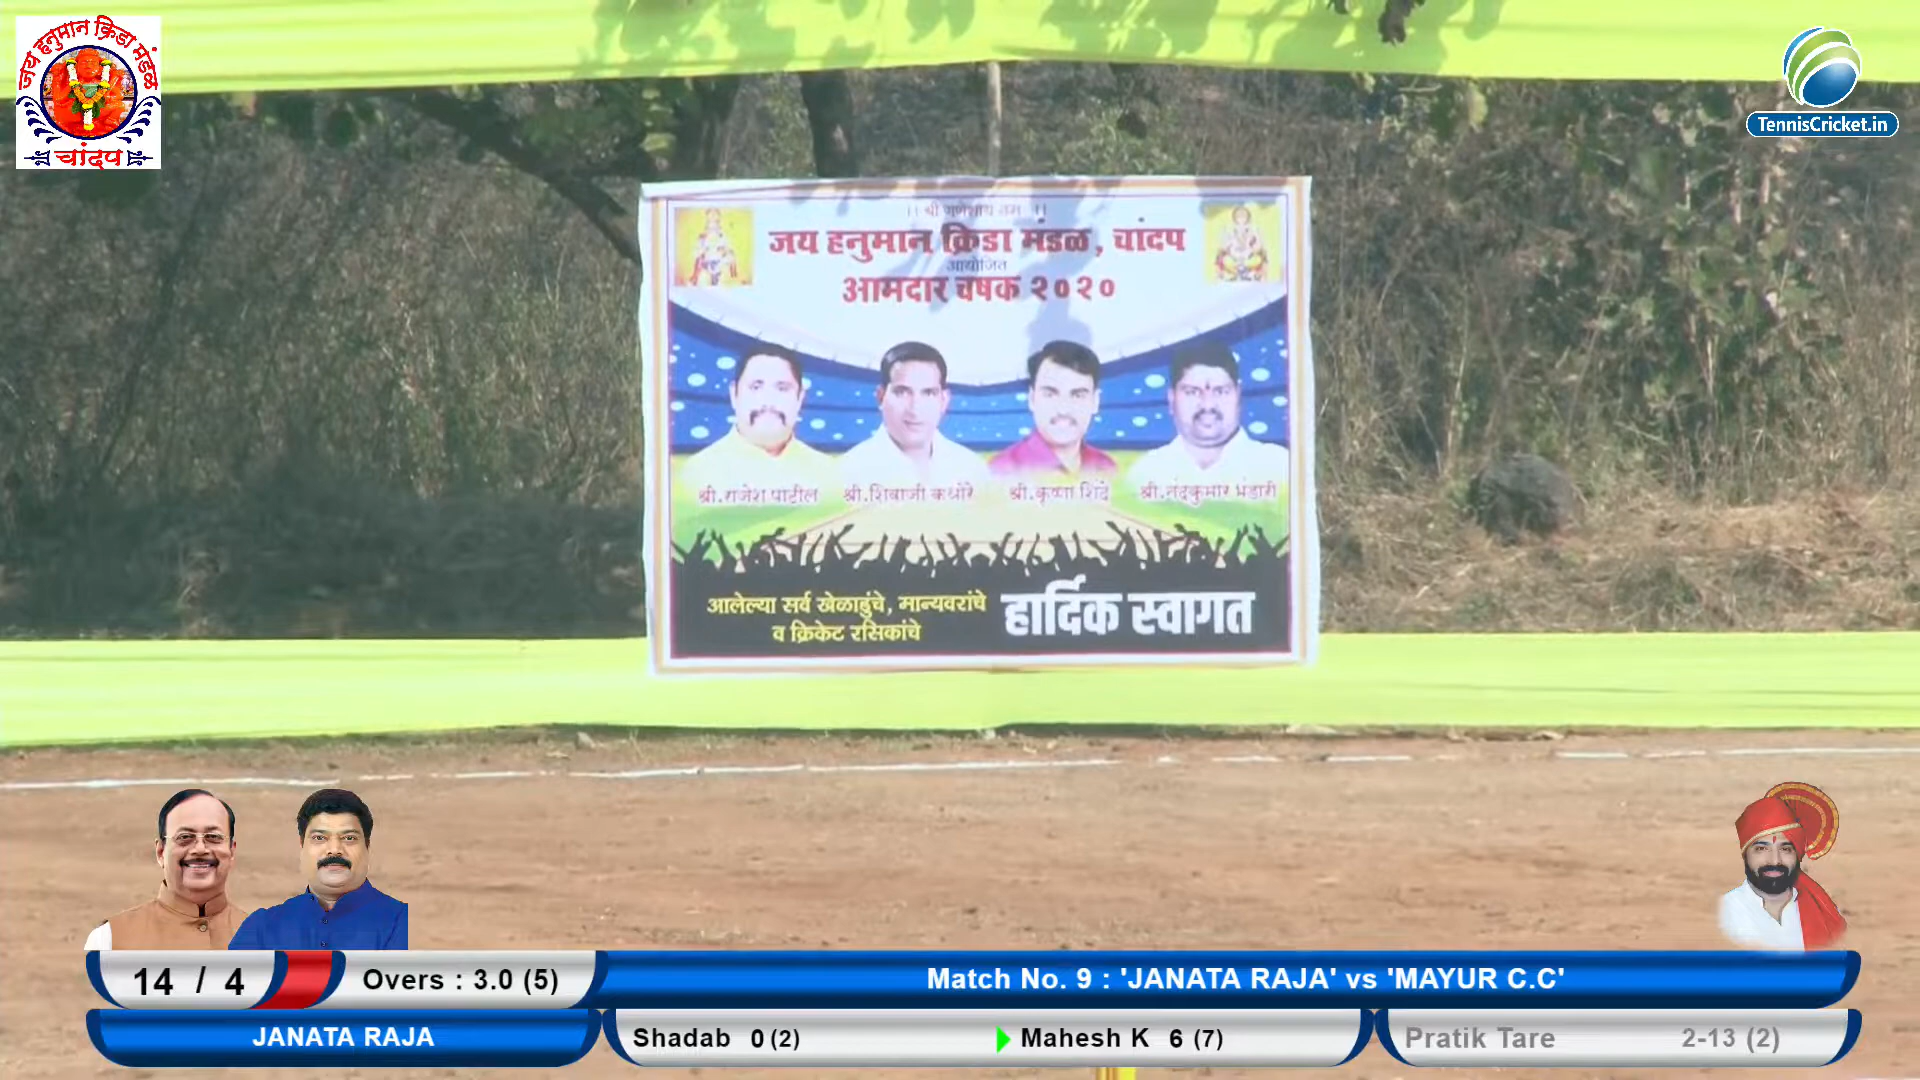 जय हनुमान क्रिडा मंडळ
चांदप
TennisCricket.in
।। श्री गणेशाय नमः ।।
जय हनुमान क्रिडा मंडळ, चांदप
आयोजित
आमदार चषक २०२०
श्री.राजेश पाटील श्री.शिवाजी कथोरे श्री.कृष्णा शिंदे श्री.नंदकुमार भंडारी
आलेल्या सर्व खेळाडूंचे, मान्यवरांचे
व क्रिकेट रसिकांचे
हार्दिक स्वागत
14 / 4 Overs : 3.0 (5) Match No. 9 : 'JANATA RAJA' vs 'MAYUR C.C'
JANATA RAJA Shadab 0 (2) Mahesh K 6 (7) Pratik Tare 2-13 (2)